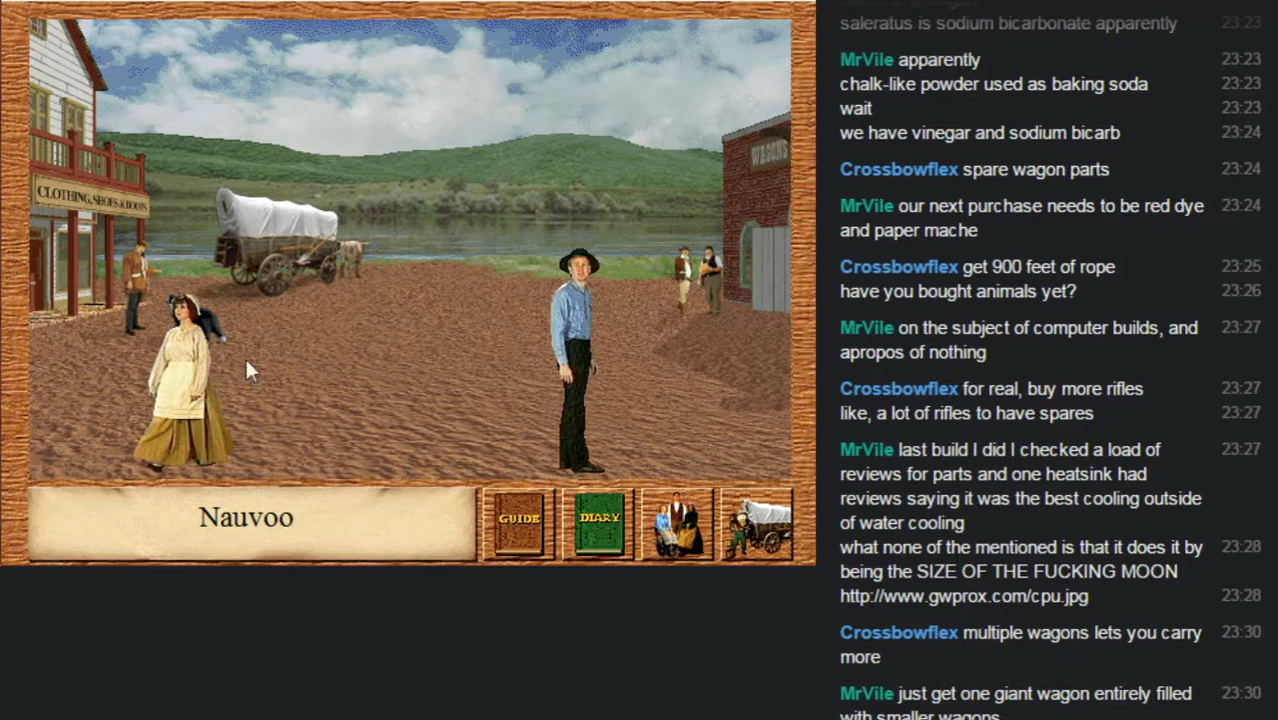 CLOTHING, SHOES & BOOTS
WAGONS
Nauvoo
GUIDE
DIARY
saleratus is sodium bicarbonate apparently 23:23
MrVile apparently 23:23
chalk-like powder used as baking soda 23:23
wait 23:23
we have vinegar and sodium bicarb 23:24
Crossbowflex spare wagon parts 23:24
MrVile our next purchase needs to be red dye 23:24
and paper mache
Crossbowflex get 900 feet of rope 23:25
have you bought animals yet? 23:26
MrVile on the subject of computer builds, and 23:27
apropos of nothing
Crossbowflex for real, buy more rifles 23:27
like, a lot of rifles to have spares 23:27
MrVile last build I did I checked a load of 23:27
reviews for parts and one heatsink had
reviews saying it was the best cooling outside
of water cooling
what none of the mentioned is that it does it by 23:28
being the SIZE OF THE FUCKING MOON
http://www.gwprox.com/cpu.jpg 23:28
Crossbowflex multiple wagons lets you carry 23:30
more
MrVile just get one giant wagon entirely filled 23:30
with smaller wagons